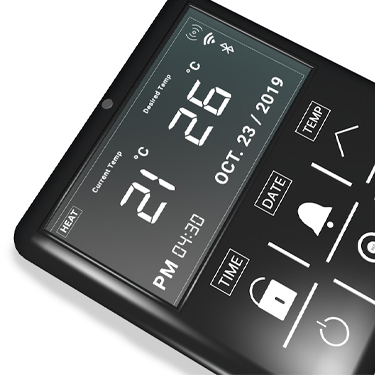 HEAT
Current Temp
Desired Temp
21 °C
26 °C
PM 04:30
OCT. 23 / 2019
TIME
DATE
TEMP